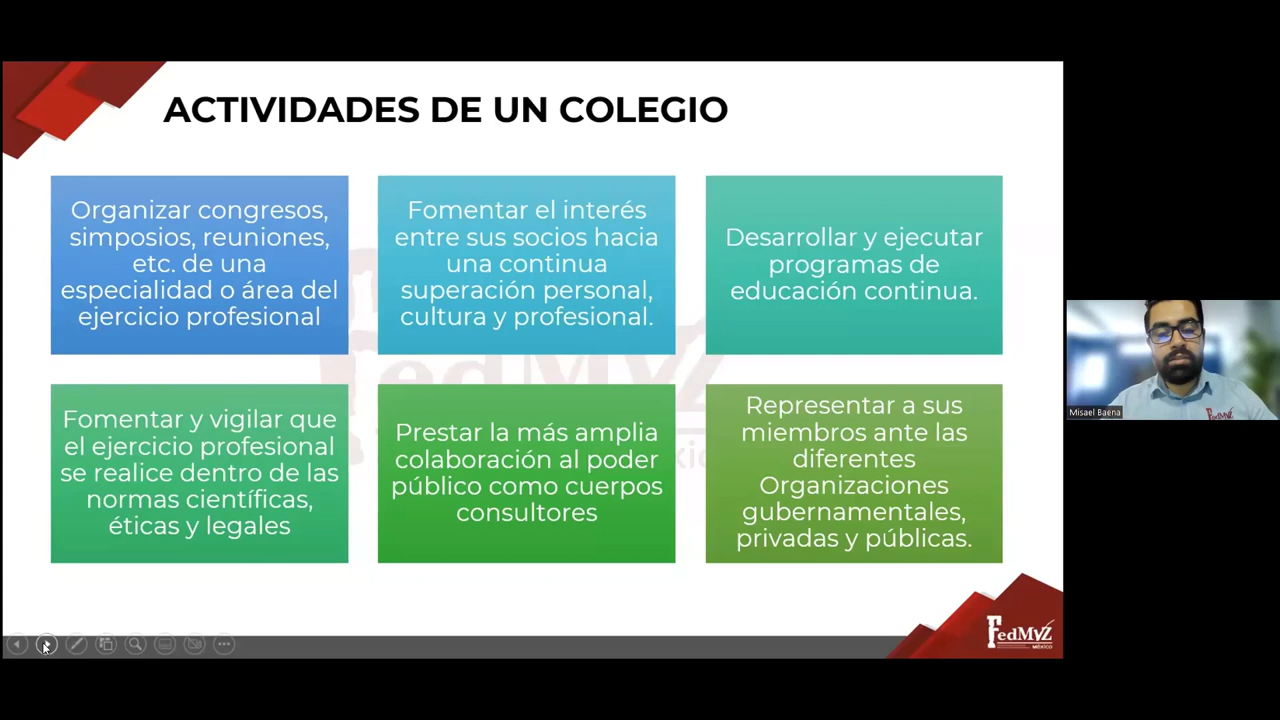 ACTIVIDADES DE UN COLEGIO
Organizar congresos,
simposios, reuniones,
etc. de una
especialidad o área del
ejercicio profesional
Fomentar el interés
entre sus socios hacia
una continua
superación personal,
cultura y profesional.
Desarrollar y ejecutar
programas de
educación continua.
Fomentar y vigilar que
el ejercicio profesional
se realice dentro de las
normas científicas,
éticas y legales
Prestar la más amplia
colaboración al poder
público como cuerpos
consultores
Representar a sus
miembros ante las
diferentes
Organizaciones
gubernamentales,
privadas y públicas.
FedMVZ
MÉXICO
Misael Baena
FedMVZ